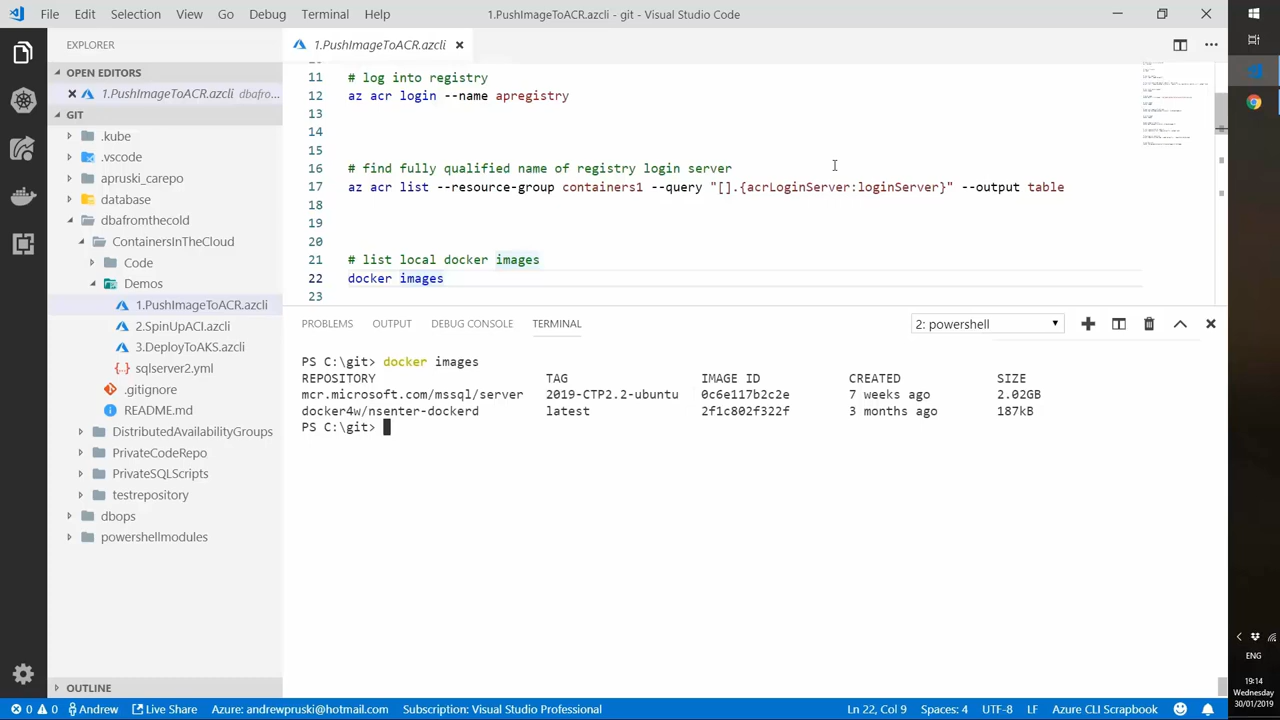 File Edit Selection View Go Debug Terminal Help 1.PushImageToACR.azcli - git - Visual Studio Code
EXPLORER
1.PushImageToACR.azcli
OPEN EDITORS
1.PushImageToACR.azcli dbafro...
GIT
.kube
.vscode
apruski_carepo
database
dbafromthecold
ContainersInTheCloud
Code
Demos
1.PushImageToACR.azcli
2.SpinUpACI.azcli
3.DeployToAKS.azcli
sqlserver2.yml
.gitignore
README.md
DistributedAvailabilityGroups
PrivateCodeRepo
PrivateSQLScripts
testrepository
dbops
powershellmodules
OUTLINE
11 # log into registry
12 az acr login --name apregistry
13
14
15
16 # find fully qualified name of registry login server
17 az acr list --resource-group containers1 --query "[].{acrLoginServer:loginServer}" --output table
18
19
20
21 # list local docker images
22 docker images
23
PROBLEMS OUTPUT DEBUG CONSOLE TERMINAL 2: powershell
PS C:\git> docker images
REPOSITORY TAG IMAGE ID CREATED SIZE
mcr.microsoft.com/mssql/server 2019-CTP2.2-ubuntu 0c6e117b2c2e 7 weeks ago 2.02GB
docker4w/nsenter-dockerd latest 2f1c802f322f 3 months ago 187kB
PS C:\git>
0 0 Andrew Live Share Azure: andrewpruski@hotmail.com Subscription: Visual Studio Professional Ln 22, Col 9 Spaces: 4 UTF-8 LF Azure CLI Scrapbook
ENG
19:14
Wednesday
30/01/2019